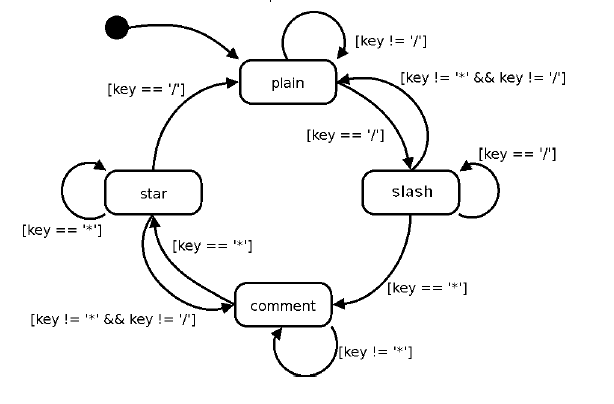 [key != '/']
plain
[key == '/']
[key != '*' && key != '/']
[key == '/']
[key == '/']
star
slash
[key == '*']
[key == '*']
[key == '*']
comment
[key != '*' && key != '/']
[key != '*']